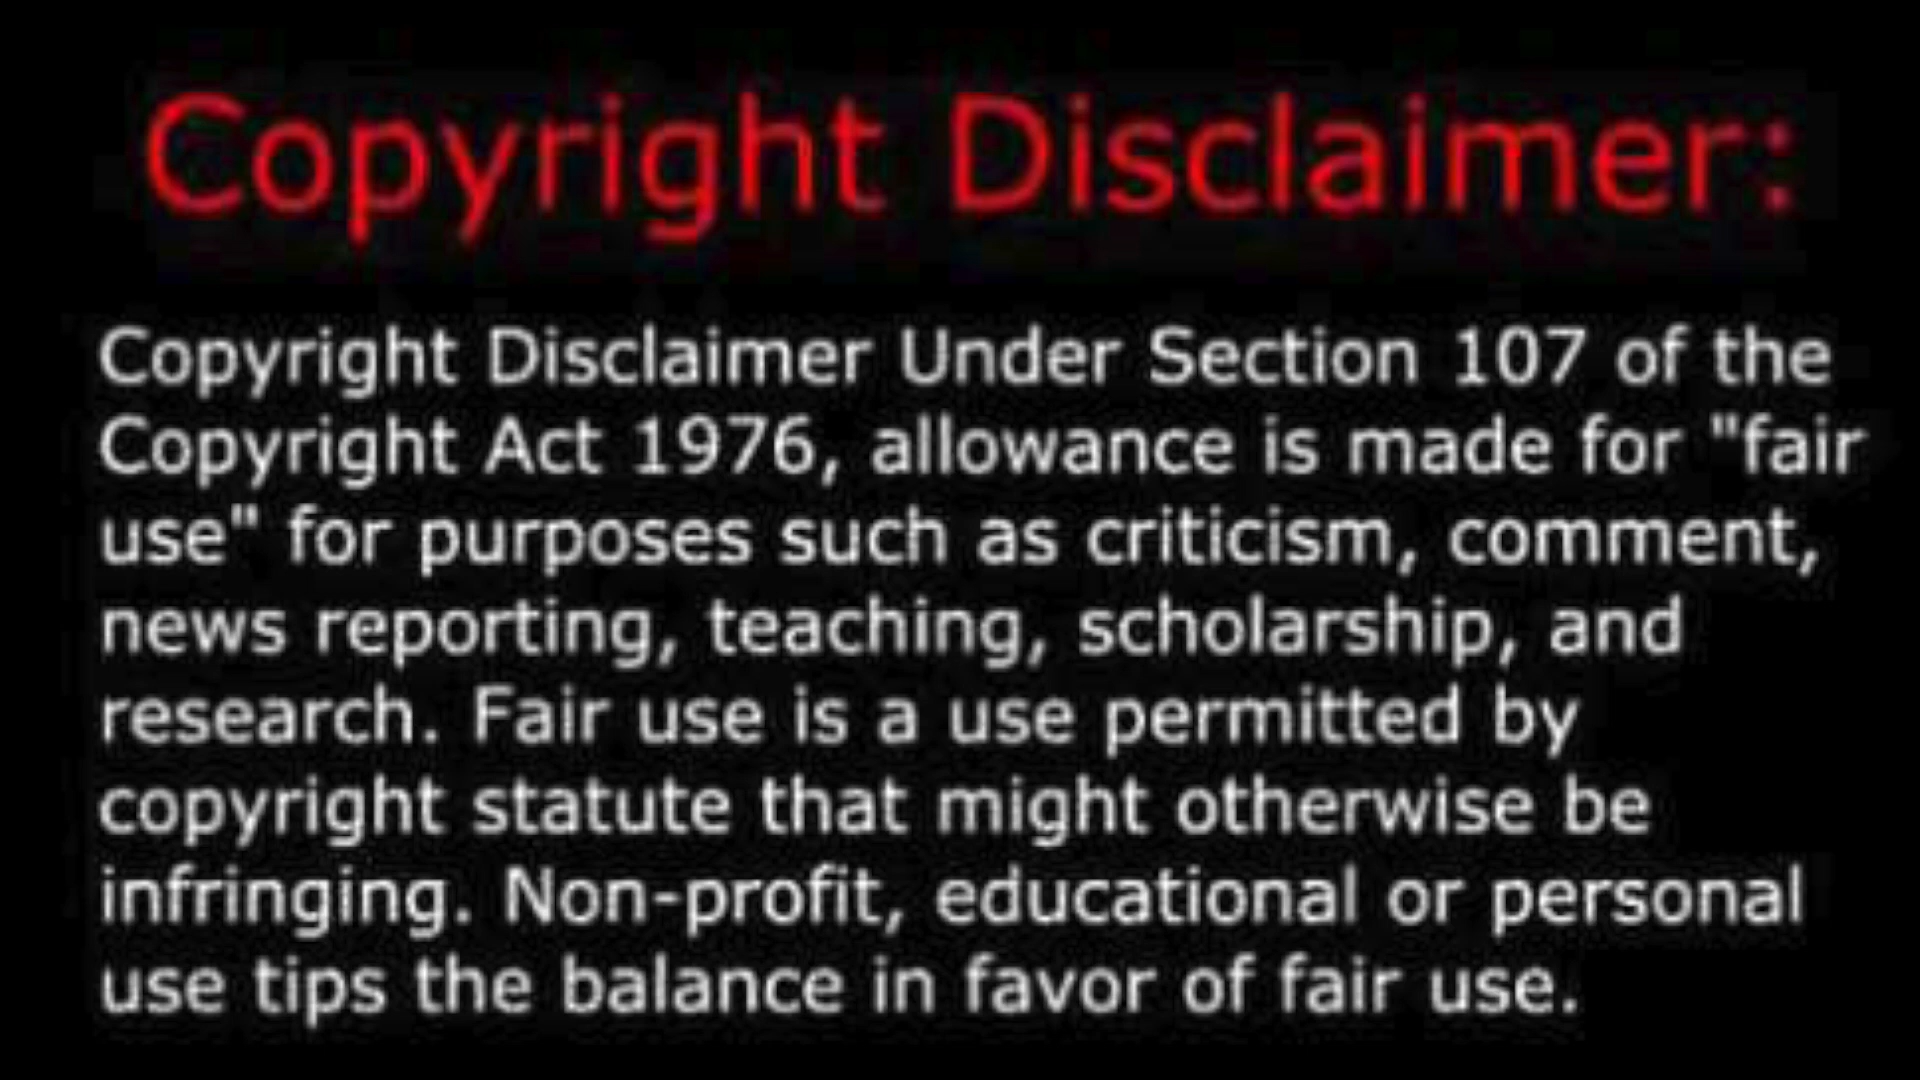 Copyright Disclaimer:
Copyright Disclaimer Under Section 107 of the
Copyright Act 1976, allowance is made for "fair
use" for purposes such as criticism, comment,
news reporting, teaching, scholarship, and
research. Fair use is a use permitted by
copyright statute that might otherwise be
infringing. Non-profit, educational or personal
use tips the balance in favor of fair use.